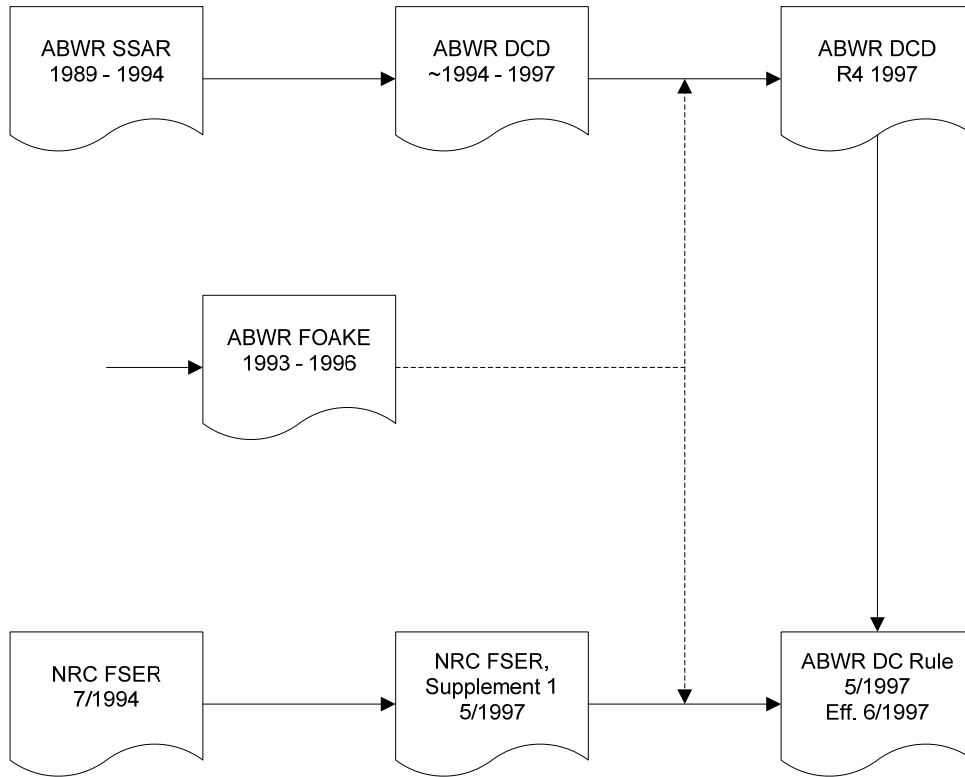 ABWR SSAR
1989 - 1994
ABWR DCD
~1994 - 1997
ABWR DCD
R4 1997
ABWR FOAKE
1993 - 1996
NRC FSER
7/1994
NRC FSER,
Supplement 1
5/1997
ABWR DC Rule
5/1997
Eff. 6/1997